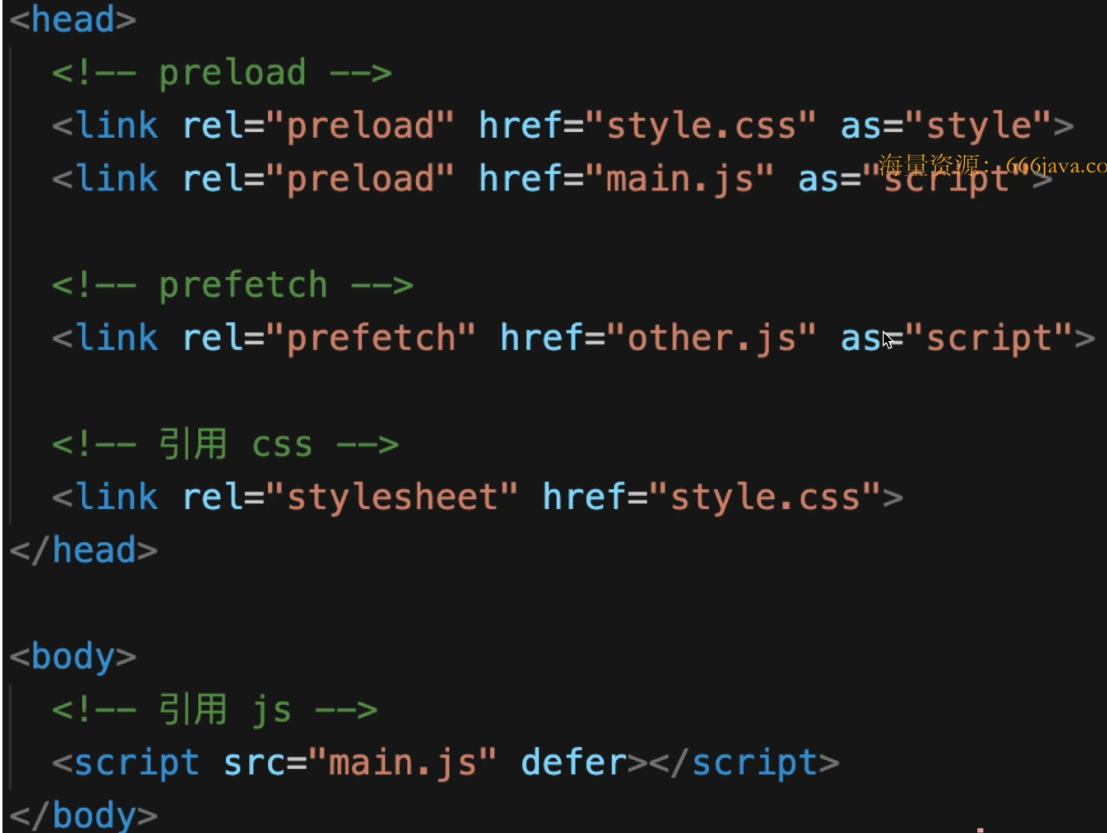 <head>
<!-- preload -->
<link rel="preload" href="style.css" as="style">
海量资源：666java.co
<link rel="preload" href="main.js" as="script">
<!-- prefetch -->
<link rel="prefetch" href="other.js" as="script">
<!-- 引用 css -->
<link rel="stylesheet" href="style.css">
</head>
<body>
<!-- 引用 js -->
<script src="main.js" defer></script>
</body>